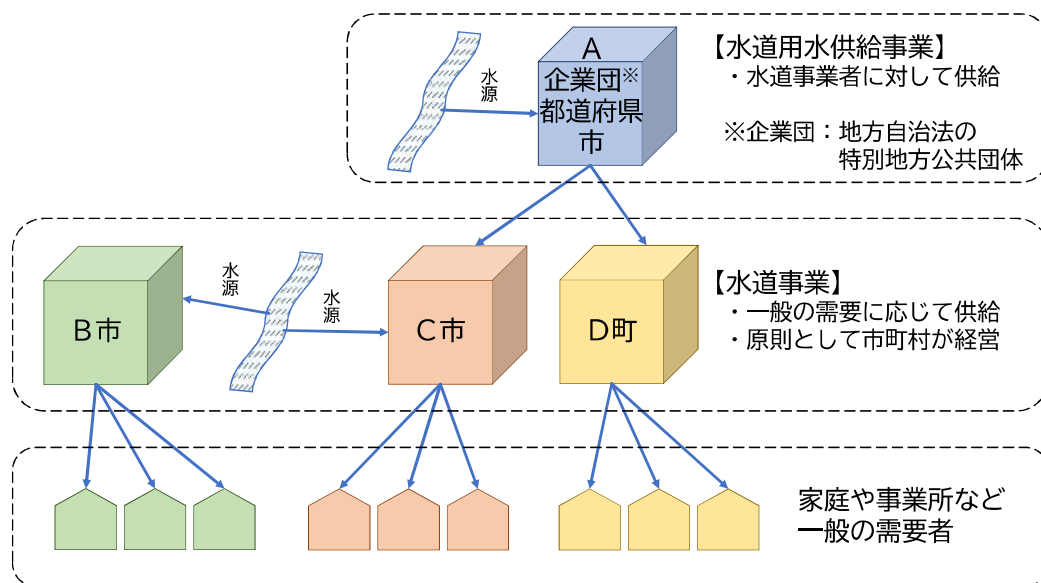 A
企業団※
都道府県
市
水源
【水道用水供給事業】
・水道事業者に対して供給
※企業団：地方自治法の
特別地方公共団体
B市
水源
水源
C市
D町
【水道事業】
・一般の需要に応じて供給
・原則として市町村が経営
家庭や事業所など
一般の需要者